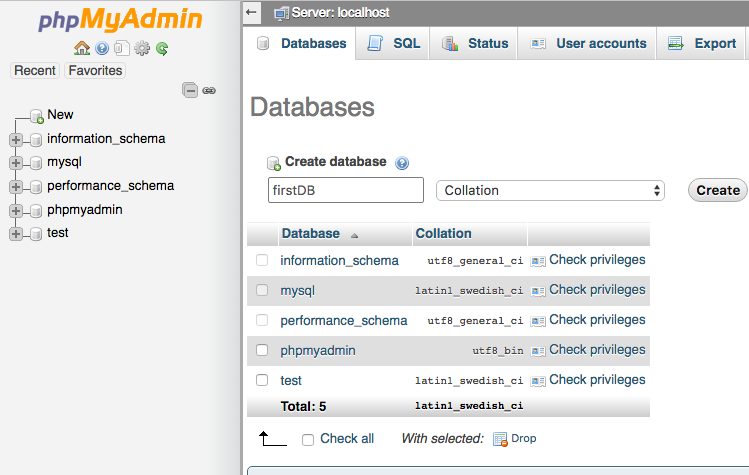 phpMyAdmin
Recent Favorites
New
information_schema
mysql
performance_schema
phpmyadmin
test
Server: localhost
Databases SQL Status User accounts Export
Databases
Create database
firstDB Collation Create
Database Collation
information_schema utf8_general_ci Check privileges
mysql latin1_swedish_ci Check privileges
performance_schema utf8_general_ci Check privileges
phpmyadmin utf8_bin Check privileges
test latin1_swedish_ci Check privileges
Total: 5 latin1_swedish_ci
Check all With selected: Drop